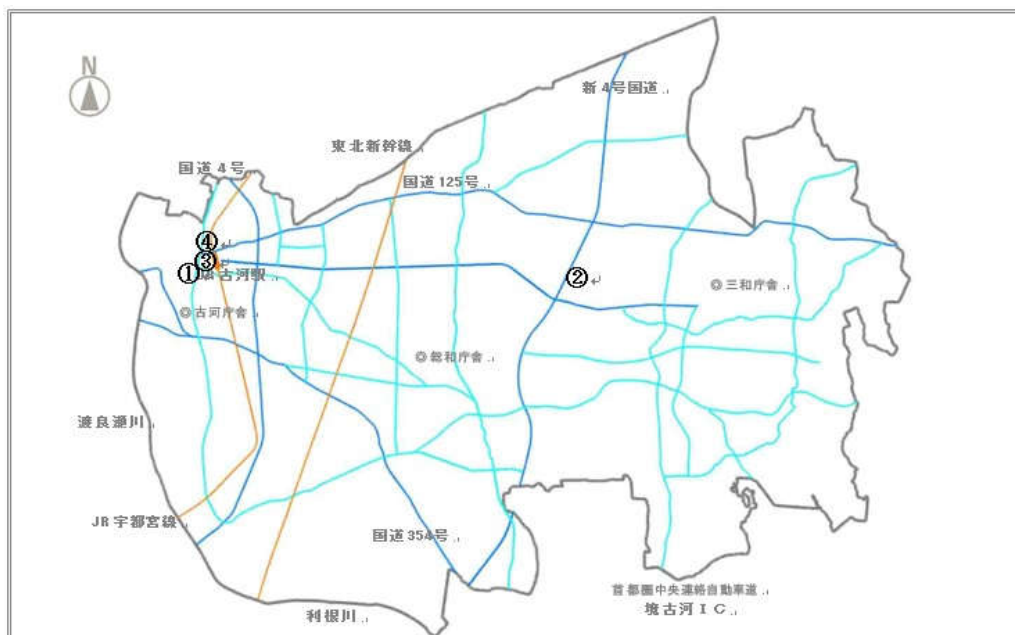 N
新4号国道
東北新幹線
国道4号
国道125号
④
③
①
JR古河駅
②
◎三和庁舎
◎古河庁舎
◎総和庁舎
渡良瀬川
JR宇都宮線
国道354号
首都圏中央連絡自動車道
境古河IC
利根川